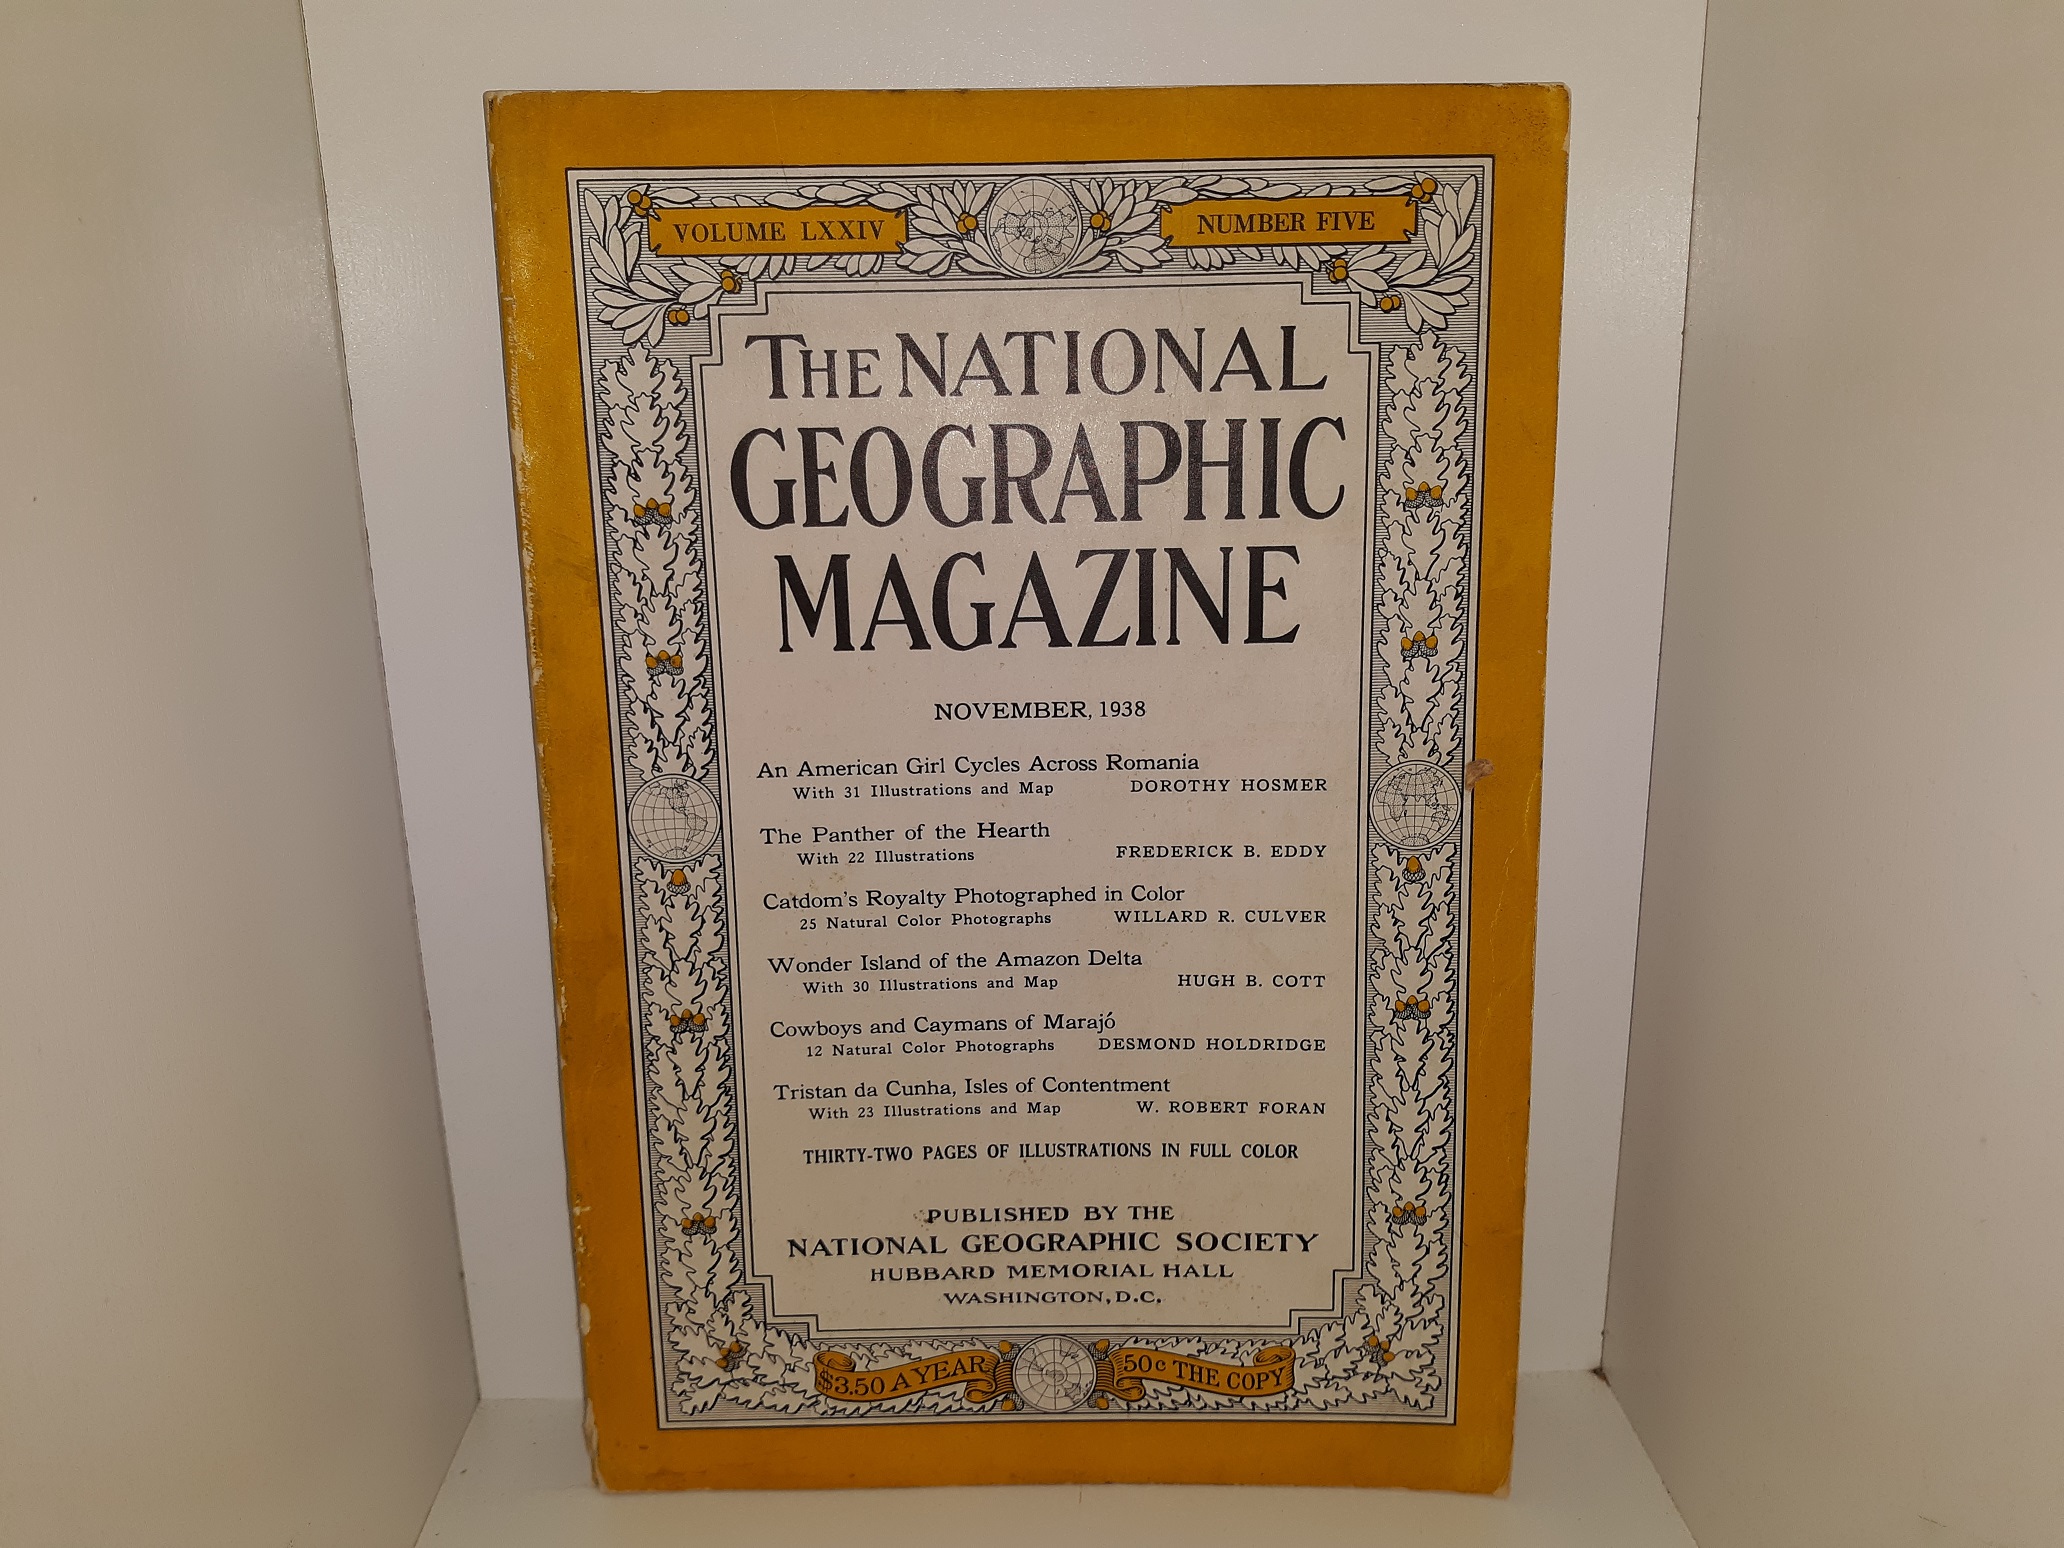 VOLUME LXXIV NUMBER FIVE
THE NATIONAL
GEOGRAPHIC
MAGAZINE
NOVEMBER, 1938
An American Girl Cycles Across Romania
With 31 Illustrations and Map DOROTHY HOSMER
The Panther of the Hearth
With 22 Illustrations FREDERICK B. EDDY
Catdom's Royalty Photographed in Color
25 Natural Color Photographs WILLARD R. CULVER
Wonder Island of the Amazon Delta
With 30 Illustrations and Map HUGH B. COTT
Cowboys and Caymans of Marajó
12 Natural Color Photographs DESMOND HOLDRIDGE
Tristan da Cunha, Isles of Contentment
With 23 Illustrations and Map W. ROBERT FORAN
THIRTY-TWO PAGES OF ILLUSTRATIONS IN FULL COLOR
PUBLISHED BY THE
NATIONAL GEOGRAPHIC SOCIETY
HUBBARD MEMORIAL HALL
WASHINGTON, D.C.
$3.50 A YEAR 50c THE COPY